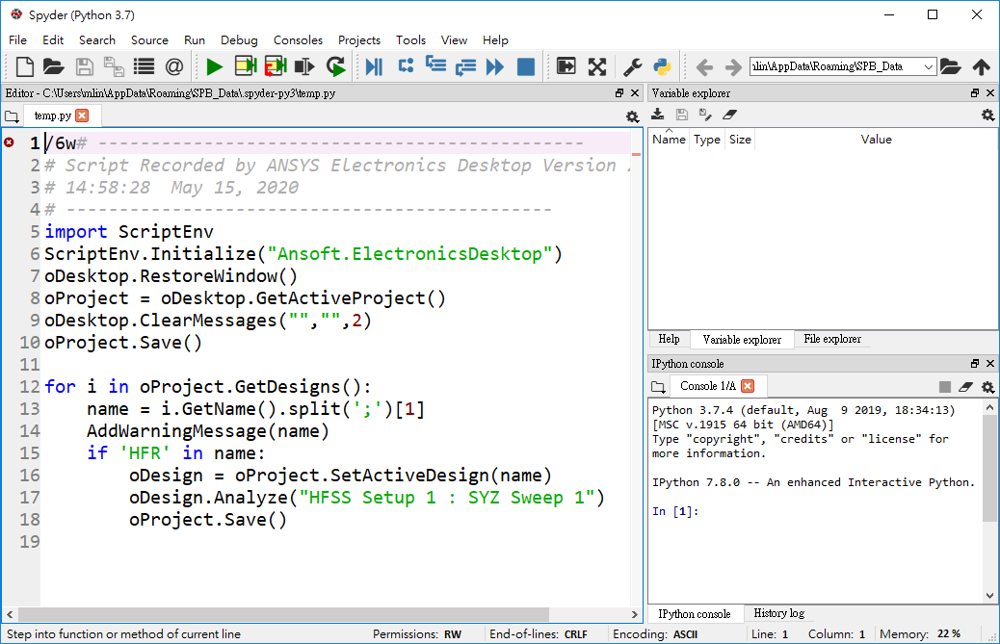 Spyder (Python 3.7)
File Edit Search Source Run Debug Consoles Projects Tools View Help
nlin\AppData\Roaming\SPB_Data
Editor - C:\Users\mlin\AppData\Roaming\SPB_Data\.spyder-py3\temp.py
temp.py
1 /6w# ----------------------------------------------
2 # Script Recorded by ANSYS Electronics Desktop Version
3 # 14:58:28  May 15, 2020
4 # ----------------------------------------------
5 import ScriptEnv
6 ScriptEnv.Initialize("Ansoft.ElectronicsDesktop")
7 oDesktop.RestoreWindow()
8 oProject = oDesktop.GetActiveProject()
9 oDesktop.ClearMessages("","",2)
10 oProject.Save()
11
12 for i in oProject.GetDesigns():
13     name = i.GetName().split(';')[1]
14     AddWarningMessage(name)
15     if 'HFR' in name:
16         oDesign = oProject.SetActiveDesign(name)
17         oDesign.Analyze("HFSS Setup 1 : SYZ Sweep 1")
18         oProject.Save()
19
Variable explorer
Name Type Size Value
Help Variable explorer File explorer
IPython console
Console 1/A
Python 3.7.4 (default, Aug  9 2019, 18:34:13)
[MSC v.1915 64 bit (AMD64)]
Type "copyright", "credits" or "license" for
more information.
IPython 7.8.0 -- An enhanced Interactive Python.
In [1]:
IPython console History log
Step into function or method of current line Permissions: RW End-of-lines: CRLF Encoding: ASCII Line: 1 Column: 1 Memory: 22 %